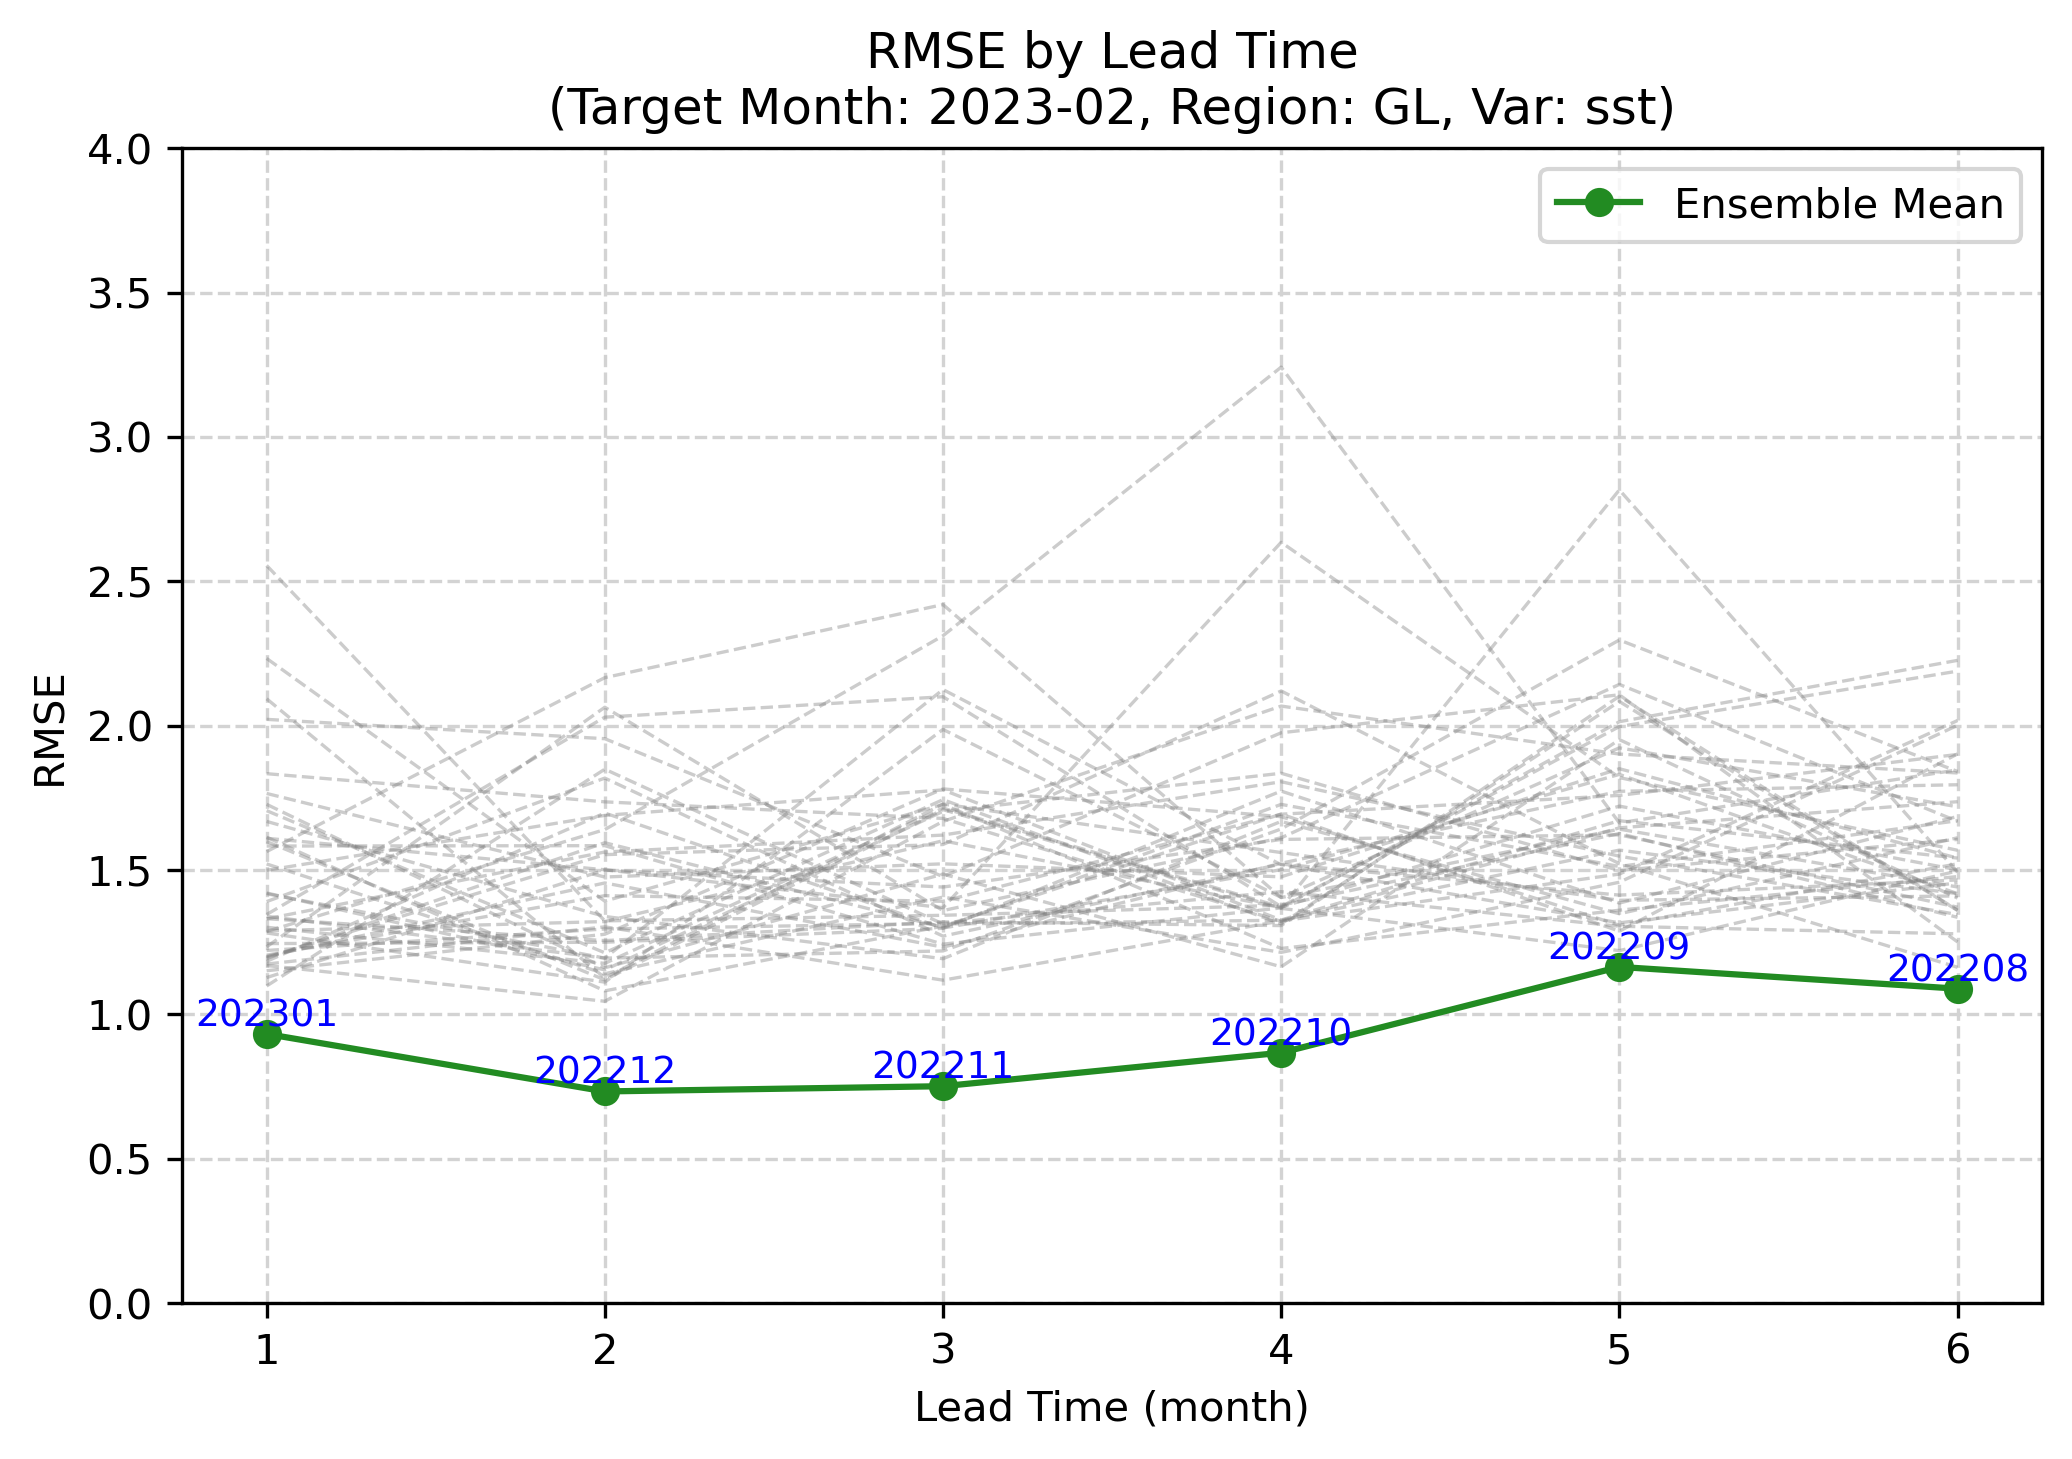 RMSE by Lead Time
(Target Month: 2023-02, Region: GL, Var: sst)
Ensemble Mean
RMSE
4.0
3.5
3.0
2.5
2.0
1.5
1.0
0.5
0.0
202301
202212
202211
202210
202209
202208
1 2 3 4 5 6
Lead Time (month)